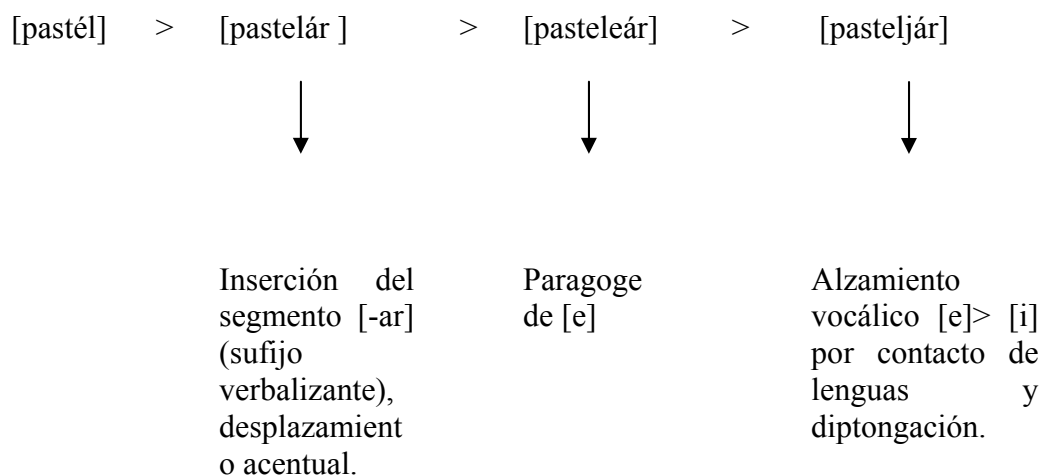 [pastél] > [pastelár ] > [pasteleár] > [pasteljár]
Inserción del
segmento [-ar]
(sufijo
verbalizante),
desplazamient
o acentual.
Paragoge
de [e]
Alzamiento
vocálico [e]> [i]
por contacto de
lenguas y
diptongación.